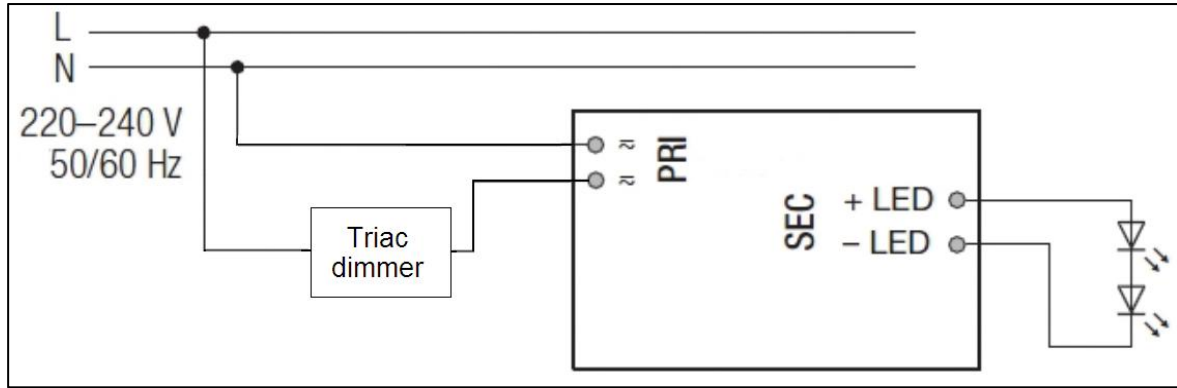 L
N
220–240 V
50/60 Hz
≂
≂
PRI
Triac
dimmer
SEC
+ LED
– LED